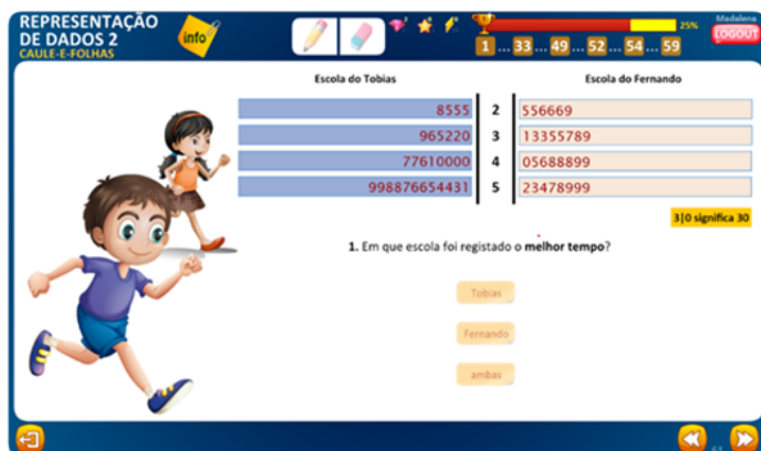 REPRESENTAÇÃO
DE DADOS 2
CAULE-E-FOLHAS
info
25%
Madalena
LOGOUT
1 ... 33 ... 49 ... 52 ... 54 ... 59
Escola do Tobias
Escola do Fernando
8555 2 556669
965220 3 13355789
77610000 4 05688899
998876654431 5 23478999
3|0 significa 30
1. Em que escola foi registado o melhor tempo?
Tobias
Fernando
ambas
61